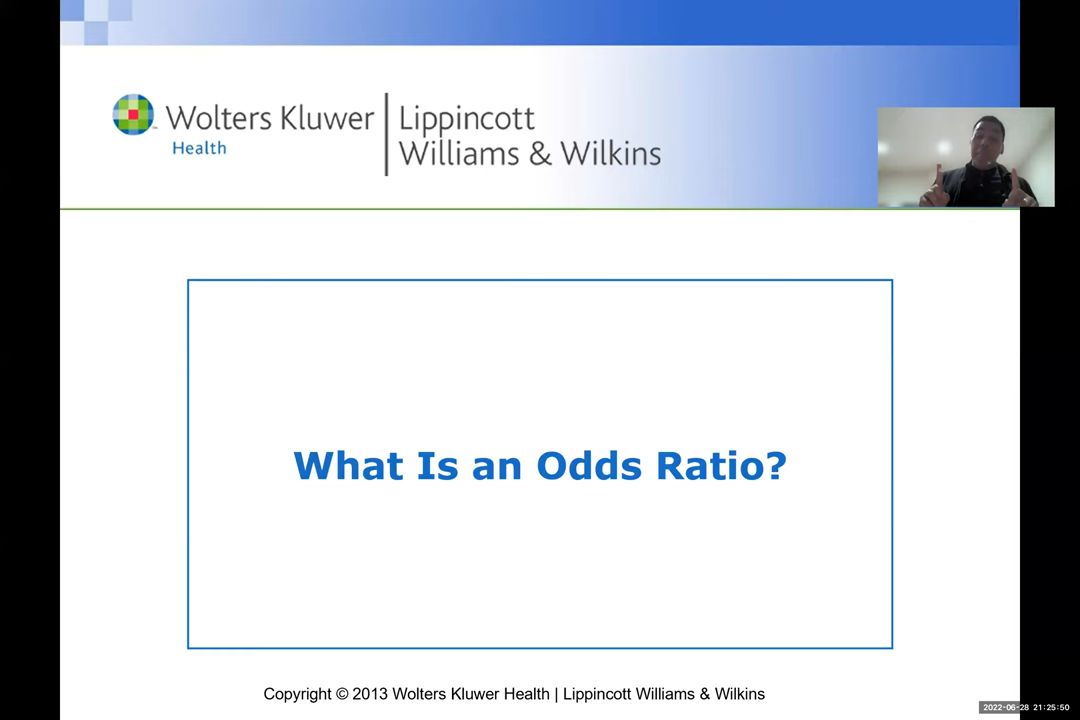 Wolters Kluwer
Health
Lippincott
Williams & Wilkins
What Is an Odds Ratio?
Copyright © 2013 Wolters Kluwer Health | Lippincott Williams & Wilkins
2022-06-28 21:25:50